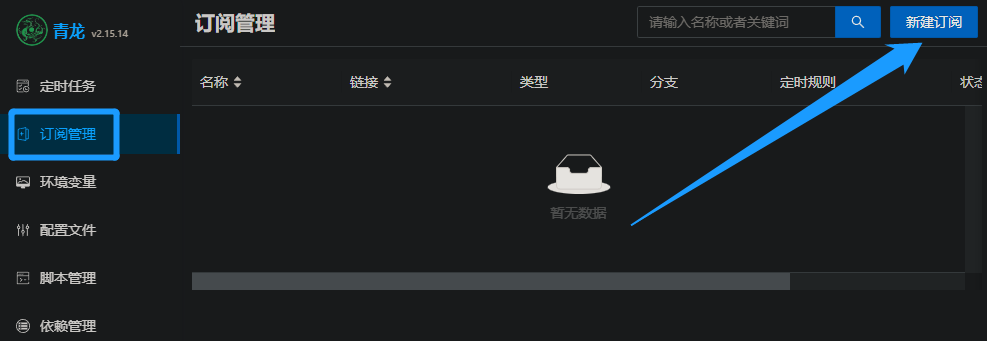 青龙 v2.15.14
定时任务
订阅管理
环境变量
配置文件
脚本管理
依赖管理
订阅管理
请输入名称或者关键词
新建订阅
名称 链接 类型 分支 定时规则 状态
暂无数据